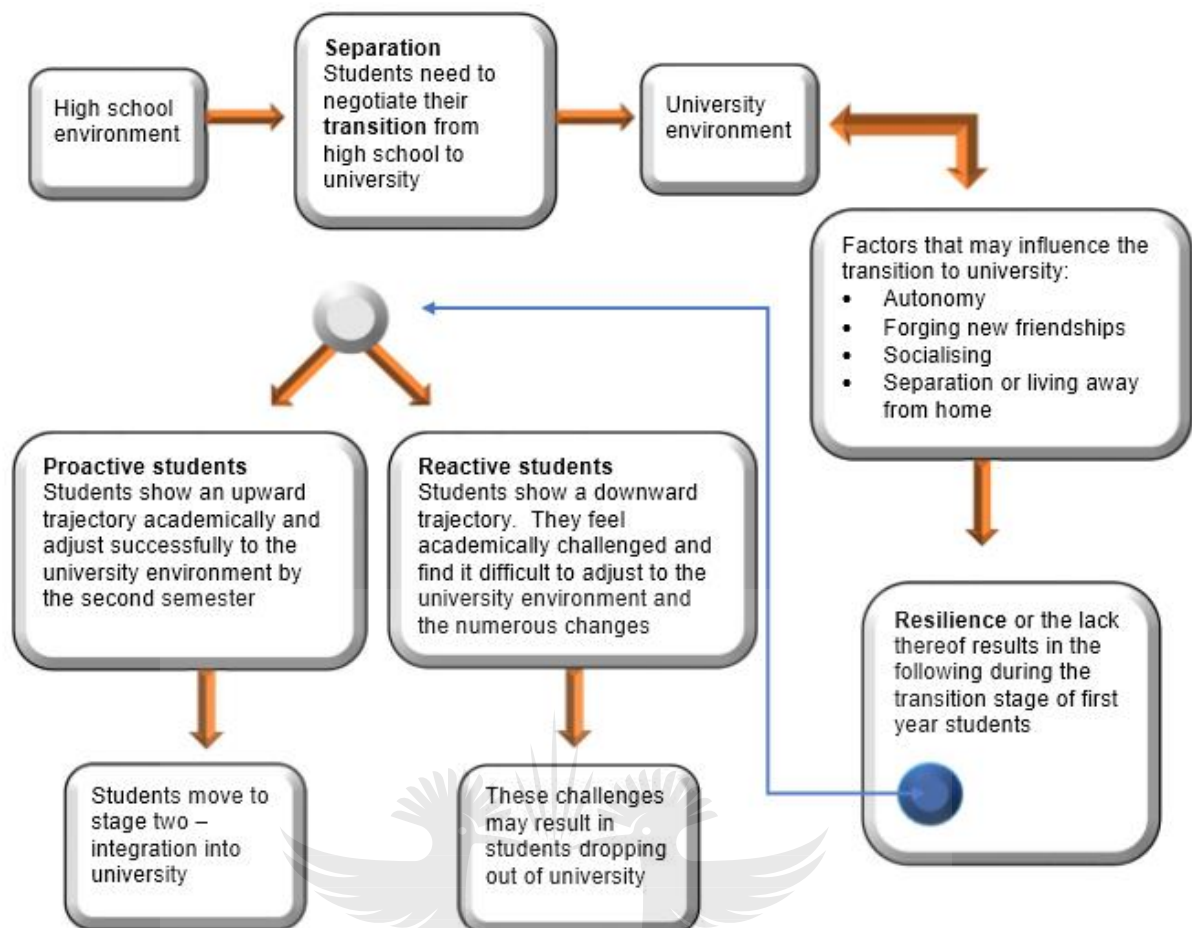 High school
environment
Separation
Students need to
negotiate their
transition from
high school to
university
University
environment
Factors that may influence the
transition to university:
• Autonomy
• Forging new friendships
• Socialising
• Separation or living away
from home
Resilience or the lack
thereof results in the
following during the
transition stage of first
year students
Proactive students
Students show an upward
trajectory academically and
adjust successfully to the
university environment by
the second semester
Reactive students
Students show a downward
trajectory. They feel
academically challenged and
find it difficult to adjust to the
university environment and
the numerous changes
Students move to
stage two –
integration into
university
These challenges
may result in
students dropping
out of university